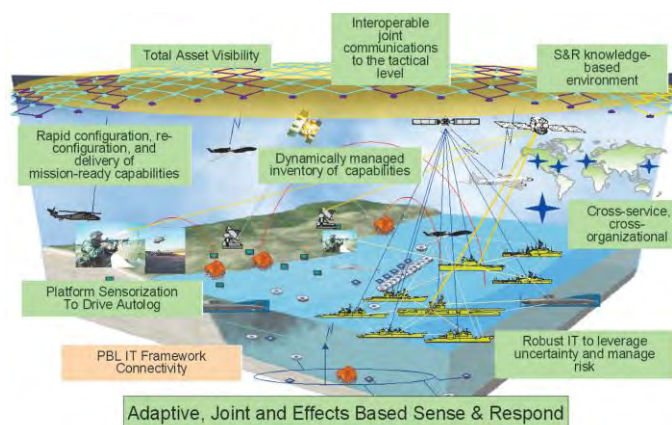 Total Asset Visibility
Interoperable
joint
communications
to the tactical
level
S&R knowledge-
based
environment
Rapid configuration, re-
configuration, and
delivery of
mission-ready capabilities
Dynamically managed
inventory of capabilities
Cross-service,
cross-
organizational
Platform Sensorization
To Drive Autolog
PBL IT Framework
Connectivity
Robust IT to leverage
uncertainty and manage
risk
Adaptive, Joint and Effects Based Sense & Respond